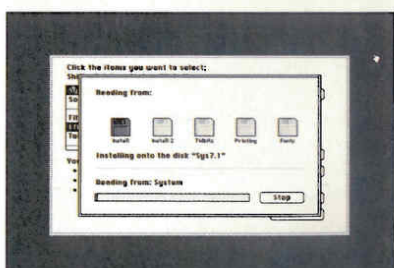 Click the items you want to select:
Reading from:
Install
Install 2
Tidbits
Printing
Fonts
Installing onto the disk "Sys7.1"
You
Reading from: System
Stop